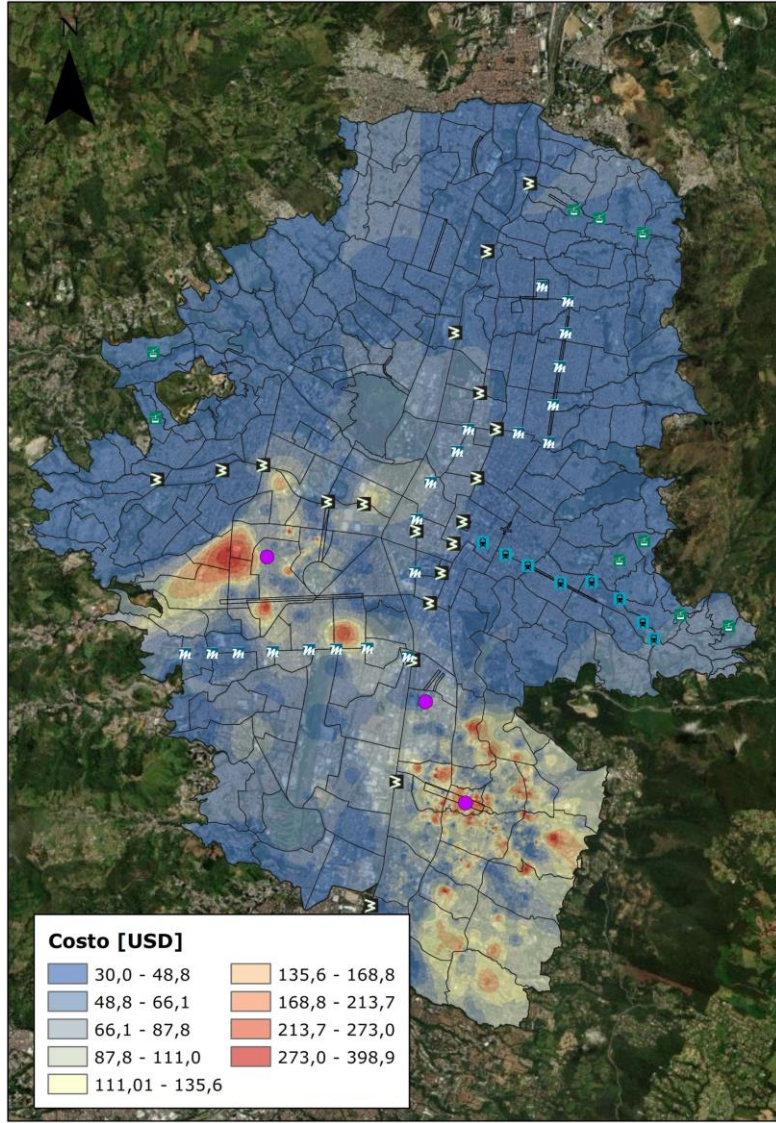 N
Costo [USD]
30,0 - 48,8
48,8 - 66,1
66,1 - 87,8
87,8 - 111,0
111,01 - 135,6
135,6 - 168,8
168,8 - 213,7
213,7 - 273,0
273,0 - 398,9